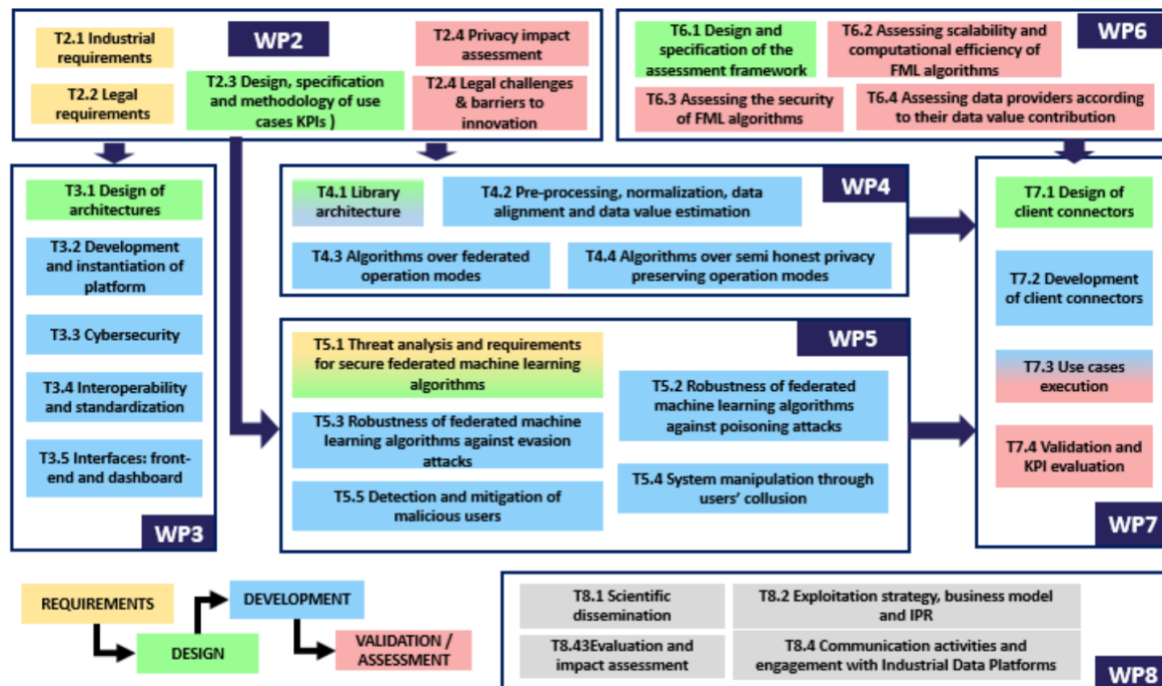 T2.1 Industrial
requirements
WP2
T2.4 Privacy impact
assessment
T2.2 Legal
requirements
T2.3 Design, specification
and methodology of use
cases KPIs )
T2.4 Legal challenges
& barriers to
innovation
T6.1 Design and
specification of the
assessment framework
T6.2 Assessing scalability and
computational efficiency of
FML algorithms
WP6
T6.3 Assessing the security
of FML algorithms
T6.4 Assessing data providers according
to their data value contribution
T3.1 Design of
architectures
T3.2 Development
and instantiation of
platform
T3.3 Cybersecurity
T3.4 Interoperability
and standardization
T3.5 Interfaces: front-
end and dashboard
WP3
T4.1 Library
architecture
T4.2 Pre-processing, normalization, data
alignment and data value estimation
WP4
T4.3 Algorithms over federated
operation modes
T4.4 Algorithms over semi honest privacy
preserving operation modes
T5.1 Threat analysis and requirements
for secure federated machine learning
algorithms
WP5
T5.2 Robustness of federated
machine learning algorithms
against poisoning attacks
T5.3 Robustness of federated machine
learning algorithms against evasion
attacks
T5.4 System manipulation through
users' collusion
T5.5 Detection and mitigation of
malicious users
T7.1 Design of
client connectors
T7.2 Development
of client connectors
T7.3 Use cases
execution
T7.4 Validation and
KPI evaluation
WP7
REQUIREMENTS
DESIGN
DEVELOPMENT
VALIDATION /
ASSESSMENT
T8.1 Scientific
dissemination
T8.2 Exploitation strategy, business model
and IPR
T8.43Evaluation and
impact assessment
T8.4 Communication activities and
engagement with Industrial Data Platforms
WP8